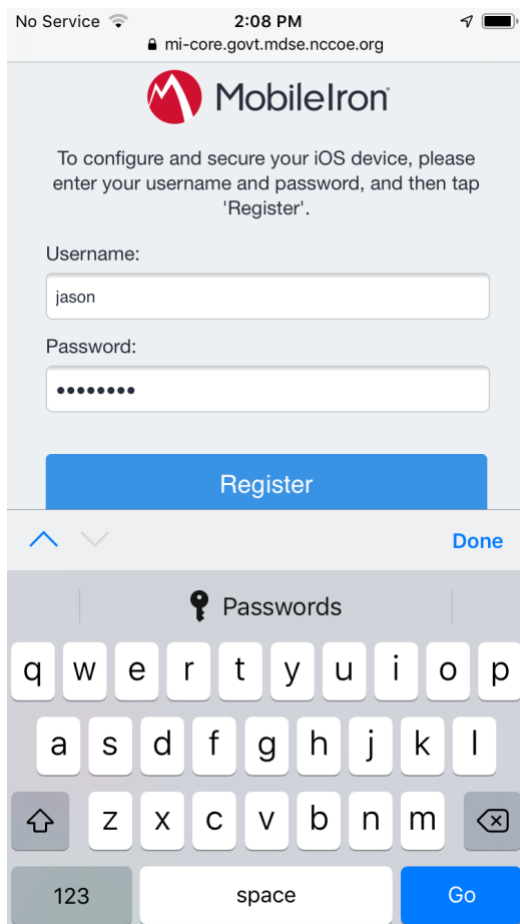 No Service 2:08 PM
mi-core.govt.mdse.nccoe.org
MobileIron
To configure and secure your iOS device, please
enter your username and password, and then tap
'Register'.
Username:
jason
Password:
••••••••
Register
Done
Passwords
q w e r t y u i o p
a s d f g h j k l
z x c v b n m
123 space Go